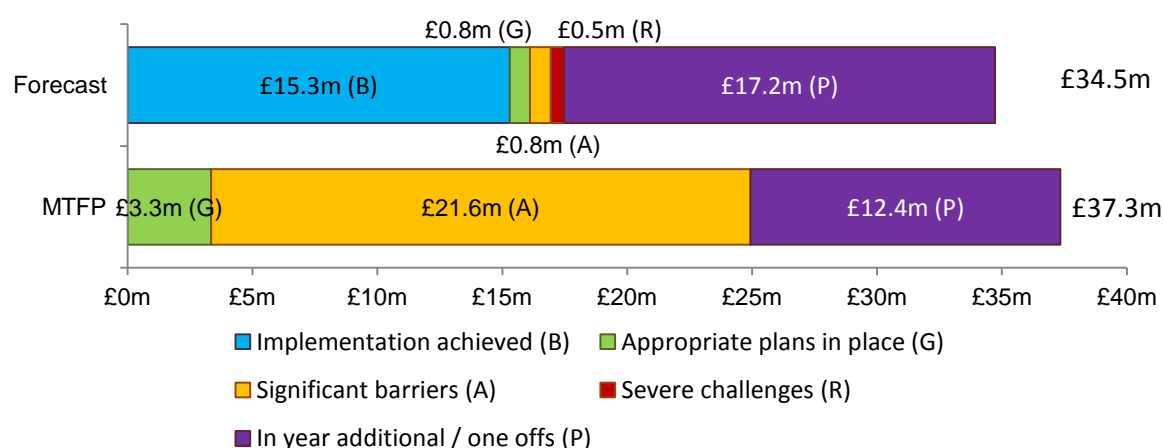 £0.8m (G) £0.5m (R)
Forecast £15.3m (B) £17.2m (P) £34.5m
£0.8m (A)
MTFP £3.3m (G) £21.6m (A) £12.4m (P) £37.3m
£0m £5m £10m £15m £20m £25m £30m £35m £40m
Implementation achieved (B) Appropriate plans in place (G)
Significant barriers (A) Severe challenges (R)
In year additional / one offs (P)